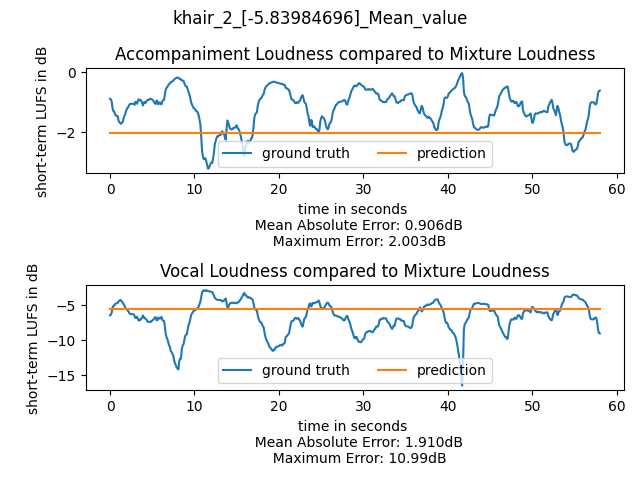 khair_2_[-5.83984696]_Mean_value
Accompaniment Loudness compared to Mixture Loudness
short-term LUFS in dB
0
−2
ground truth
prediction
0 10 20 30 40 50 60
time in seconds
Mean Absolute Error: 0.906dB
Maximum Error: 2.003dB
Vocal Loudness compared to Mixture Loudness
short-term LUFS in dB
−5
−10
−15
ground truth
prediction
0 10 20 30 40 50 60
time in seconds
Mean Absolute Error: 1.910dB
Maximum Error: 10.99dB